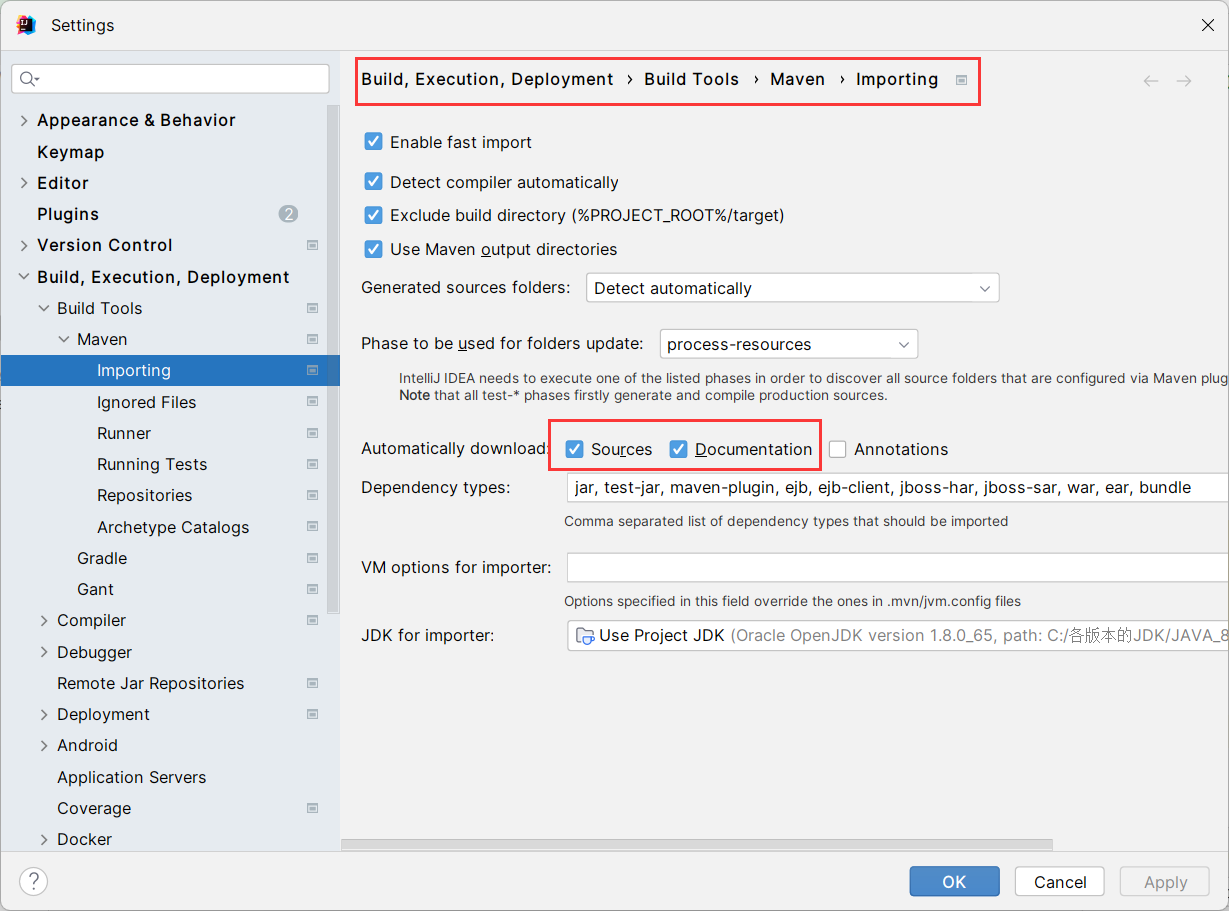 Settings
Appearance & Behavior
Keymap
Editor
Plugins 2
Version Control
Build, Execution, Deployment
Build Tools
Maven
Importing
Ignored Files
Runner
Running Tests
Repositories
Archetype Catalogs
Gradle
Gant
Compiler
Debugger
Remote Jar Repositories
Deployment
Android
Application Servers
Coverage
Docker
Build, Execution, Deployment › Build Tools › Maven › Importing
Enable fast import
Detect compiler automatically
Exclude build directory (%PROJECT_ROOT%/target)
Use Maven output directories
Generated sources folders: Detect automatically
Phase to be used for folders update: process-resources
IntelliJ IDEA needs to execute one of the listed phases in order to discover all source folders that are configured via Maven plug
Note that all test-* phases firstly generate and compile production sources.
Automatically download: Sources Documentation Annotations
Dependency types: jar, test-jar, maven-plugin, ejb, ejb-client, jboss-har, jboss-sar, war, ear, bundle
Comma separated list of dependency types that should be imported
VM options for importer:
Options specified in this field override the ones in .mvn/jvm.config files
JDK for importer: Use Project JDK (Oracle OpenJDK version 1.8.0_65, path: C:/各版本的JDK/JAVA_8
? OK Cancel Apply